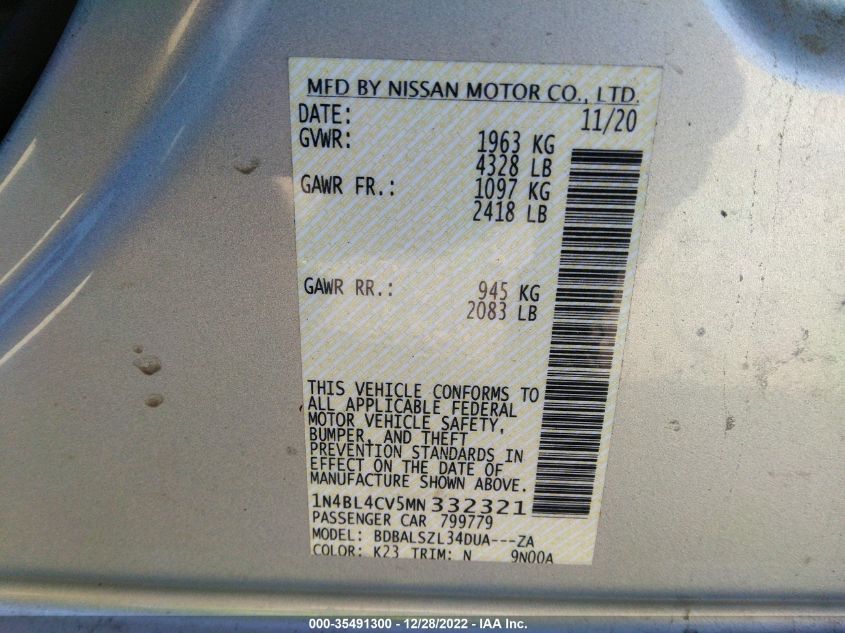 MFD BY NISSAN MOTOR CO., LTD.
DATE: 11/20
GVWR: 1963 KG
4328 LB
GAWR FR.: 1097 KG
2418 LB
GAWR RR.: 945 KG
2083 LB
THIS VEHICLE CONFORMS TO
ALL APPLICABLE FEDERAL
MOTOR VEHICLE SAFETY,
BUMPER, AND THEFT
PREVENTION STANDARDS IN
EFFECT ON THE DATE OF
MANUFACTURE SHOWN ABOVE.
1N4BL4CV5MN332321
PASSENGER CAR 799779
MODEL: BDBALSZL34DUA---ZA
COLOR: K23 TRIM: N 9N00A
000-35491300 - 12/28/2022 - IAA Inc.